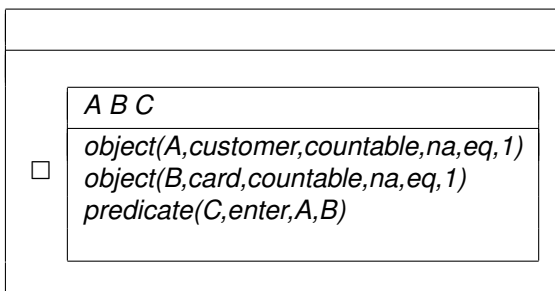 A B C
□
object(A,customer,countable,na,eq,1)
object(B,card,countable,na,eq,1)
predicate(C,enter,A,B)